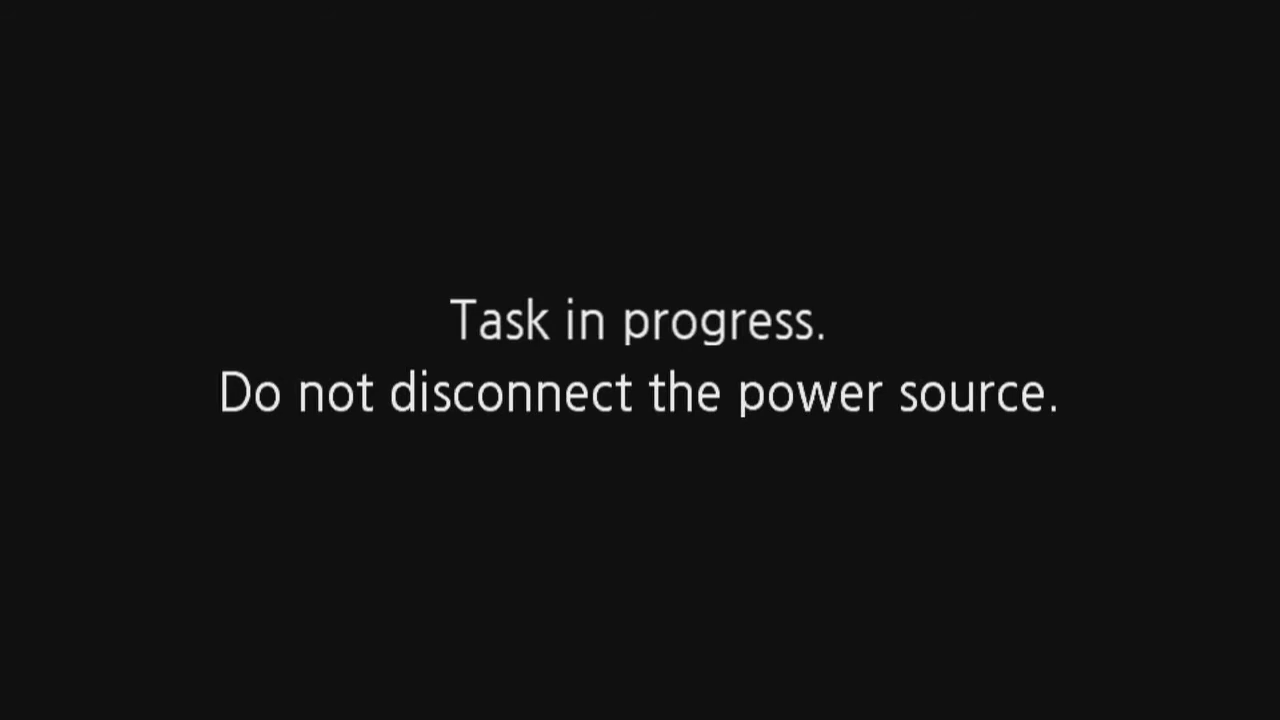 Task in progress.
Do not disconnect the power source.